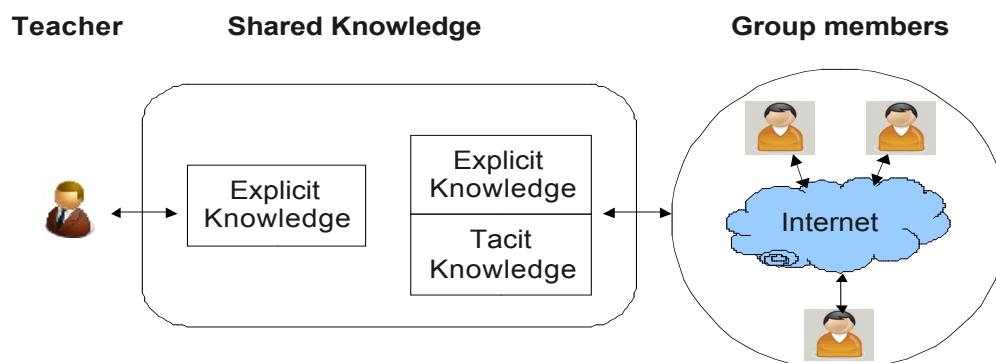 Teacher
Shared Knowledge
Group members
Explicit
Knowledge
Explicit
Knowledge
Tacit
Knowledge
Internet